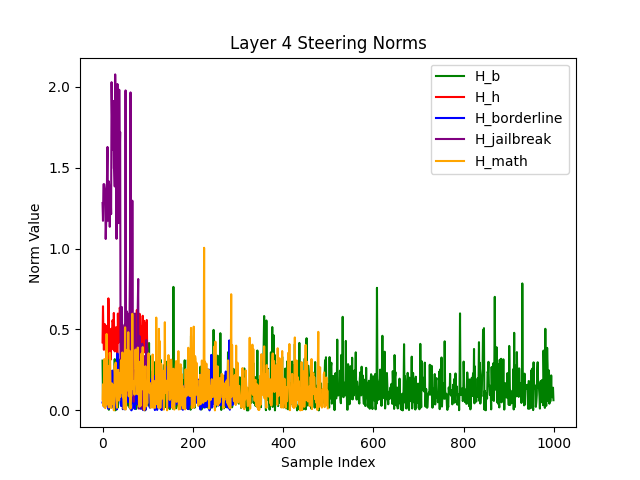 Layer 4 Steering Norms
H_b
H_h
H_borderline
H_jailbreak
H_math
2.0
1.5
1.0
0.5
0.0
Norm Value
0
200
400
600
800
1000
Sample Index